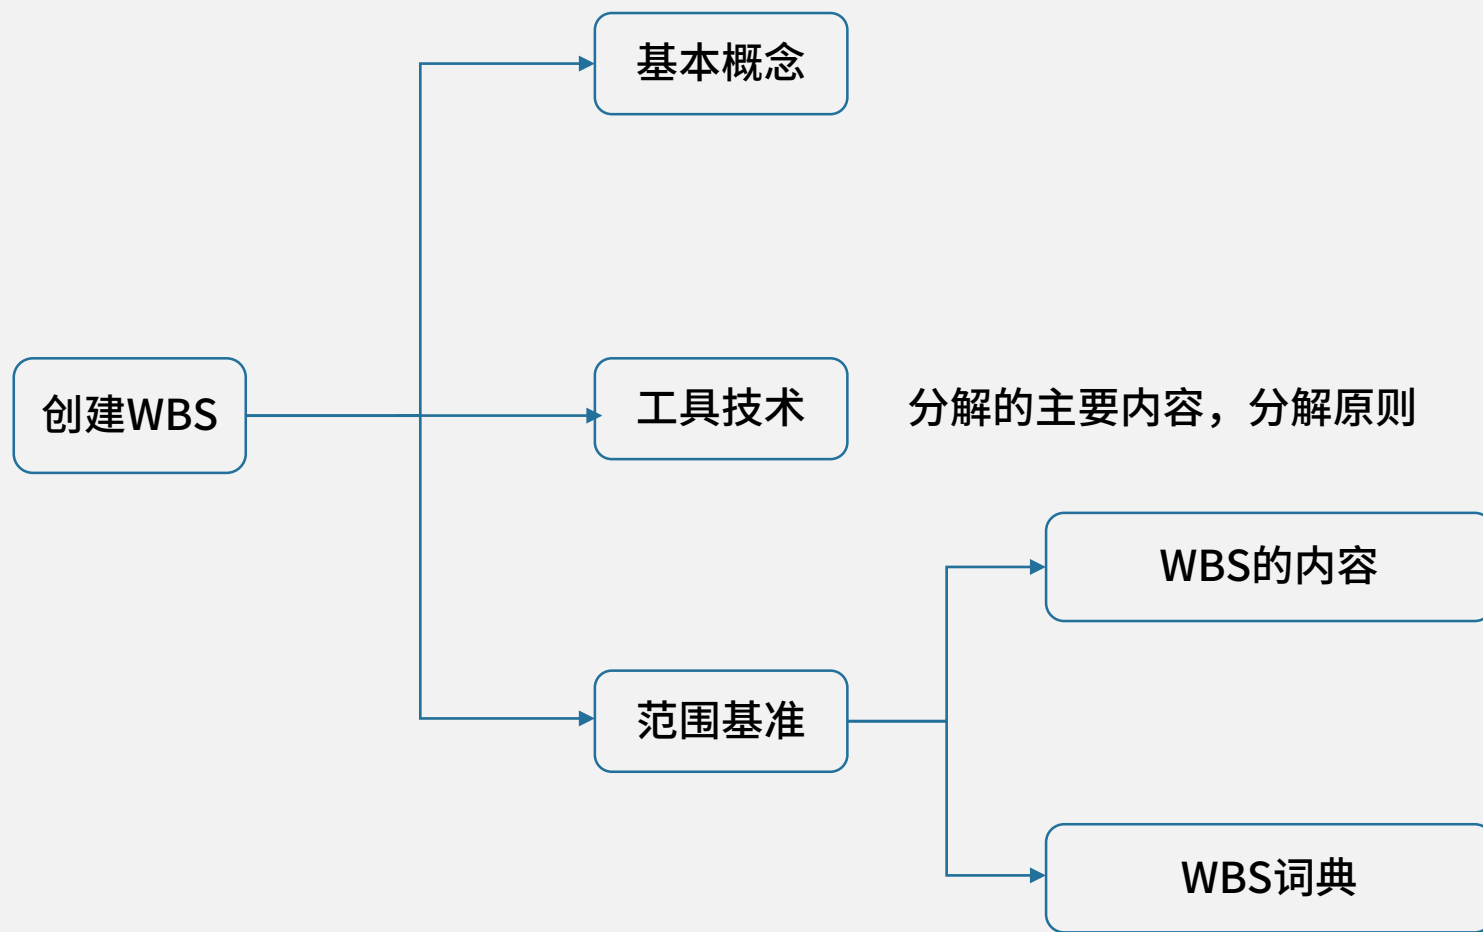 基本概念
创建WBS
工具技术
分解的主要内容，分解原则
WBS的内容
范围基准
WBS词典